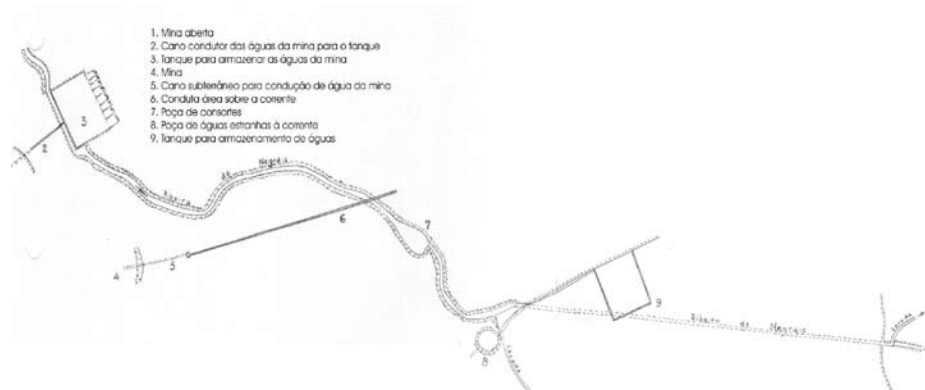 1. Mina aberta
2. Cano condutor das águas da mina para o tanque
3. Tanque para armazenar as águas da mina
4. Mina
5. Cano subterrâneo para condução de água da mina
6. Conduta área sobre a corrente
7. Poça de consortes
8. Poça de águas estranhas à corrente
9. Tanque para armazenamento de águas
3
2
Ribeira
de
6
7
4
5
9
Ribeira
8